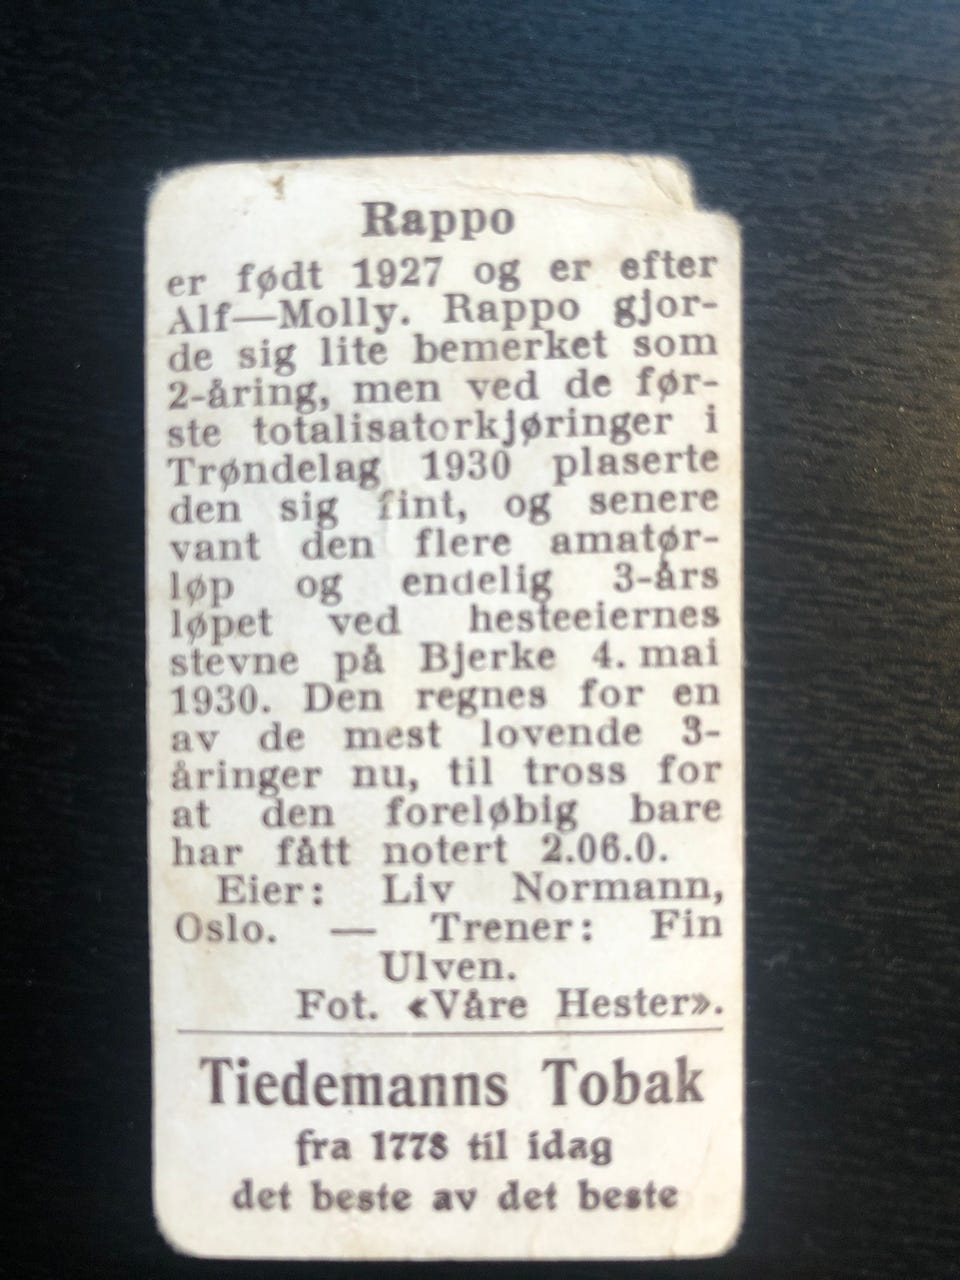 Rappo
er født 1927 og er efter
Alf—Molly. Rappo gjor-
de sig lite bemerket som
2-åring, men ved de før-
ste totalisatorkjøringer i
Trøndelag 1930 plaserte
den sig fint, og senere
vant den flere amatør-
løp og endelig 3-års
løpet ved hesteeiernes
stevne på Bjerke 4. mai
1930. Den regnes for en
av de mest lovende 3-
åringer nu, til tross for
at den foreløbig bare
har fått notert 2.06.0.
Eier: Liv Normann,
Oslo. — Trener: Fin
Ulven.
Fot. «Våre Hester».
Tiedemanns Tobak
fra 1778 til idag
det beste av det beste